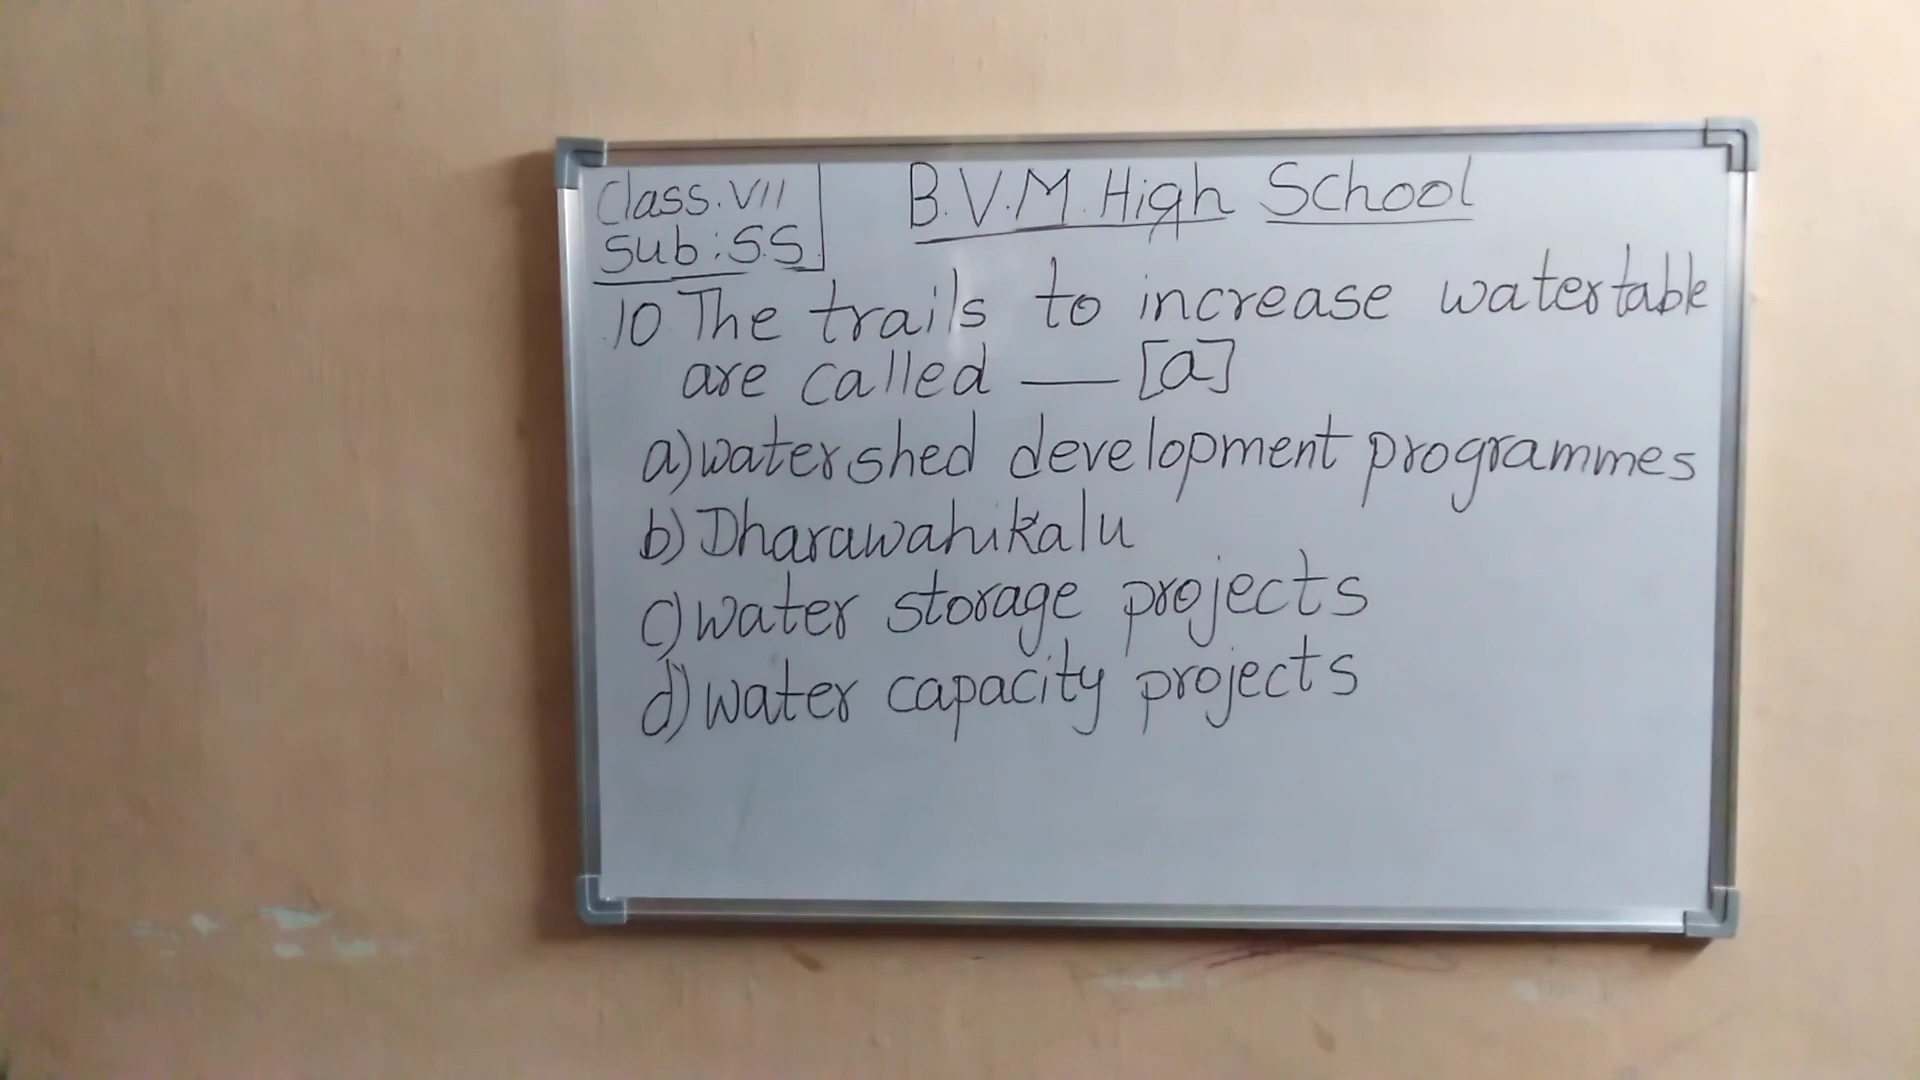 Class.VII
Sub:S.S.
B.V.M.High School
10 The trails to increase watertable
are called — [a]
a)watershed development programmes
b)Dharawahikalu
c)water storage projects
d)water capacity projects